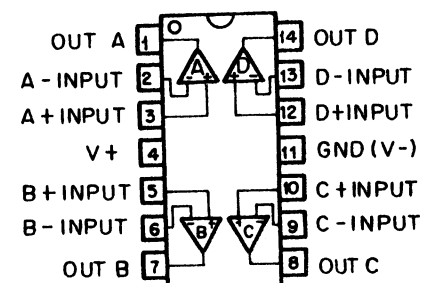 OUT A 1 14 OUT D
A-INPUT 2 A D 13 D-INPUT
A+INPUT 3 12 D+INPUT
V+ 4 11 GND(V-)
B+INPUT 5 10 C+INPUT
B-INPUT 6 B C 9 C-INPUT
OUT B 7 8 OUT C